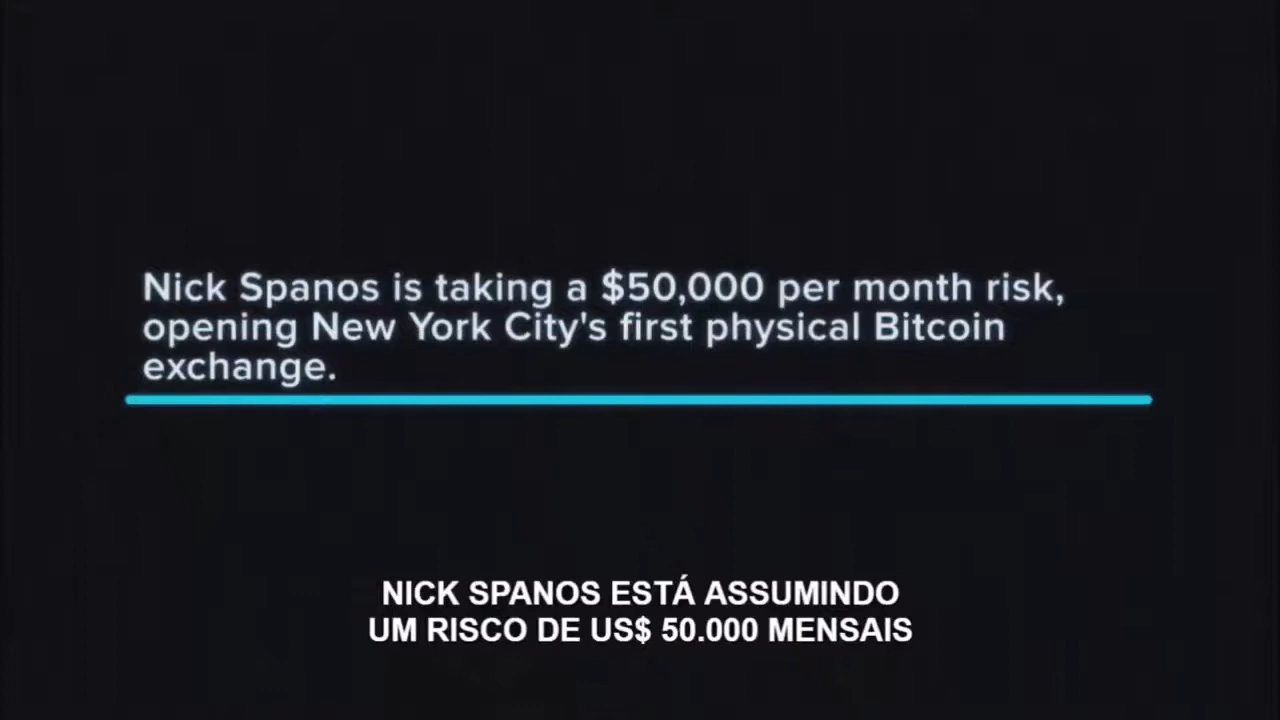 Nick Spanos is taking a $50,000 per month risk,
opening New York City's first physical Bitcoin
exchange.
NICK SPANOS ESTÁ ASSUMINDO
UM RISCO DE US$ 50.000 MENSAIS